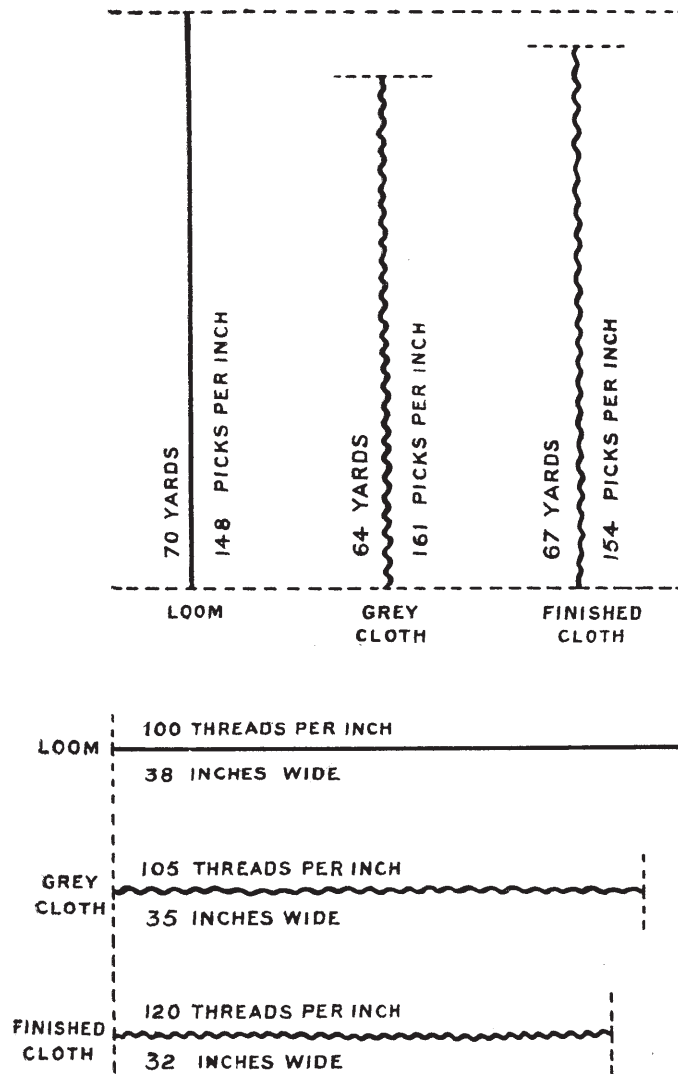 70 YARDS
148 PICKS PER INCH
64 YARDS
161 PICKS PER INCH
67 YARDS
154 PICKS PER INCH
LOOM
GREY
CLOTH
FINISHED
CLOTH
LOOM
100 THREADS PER INCH
38 INCHES WIDE
GREY
CLOTH
105 THREADS PER INCH
35 INCHES WIDE
FINISHED
CLOTH
120 THREADS PER INCH
32 INCHES WIDE